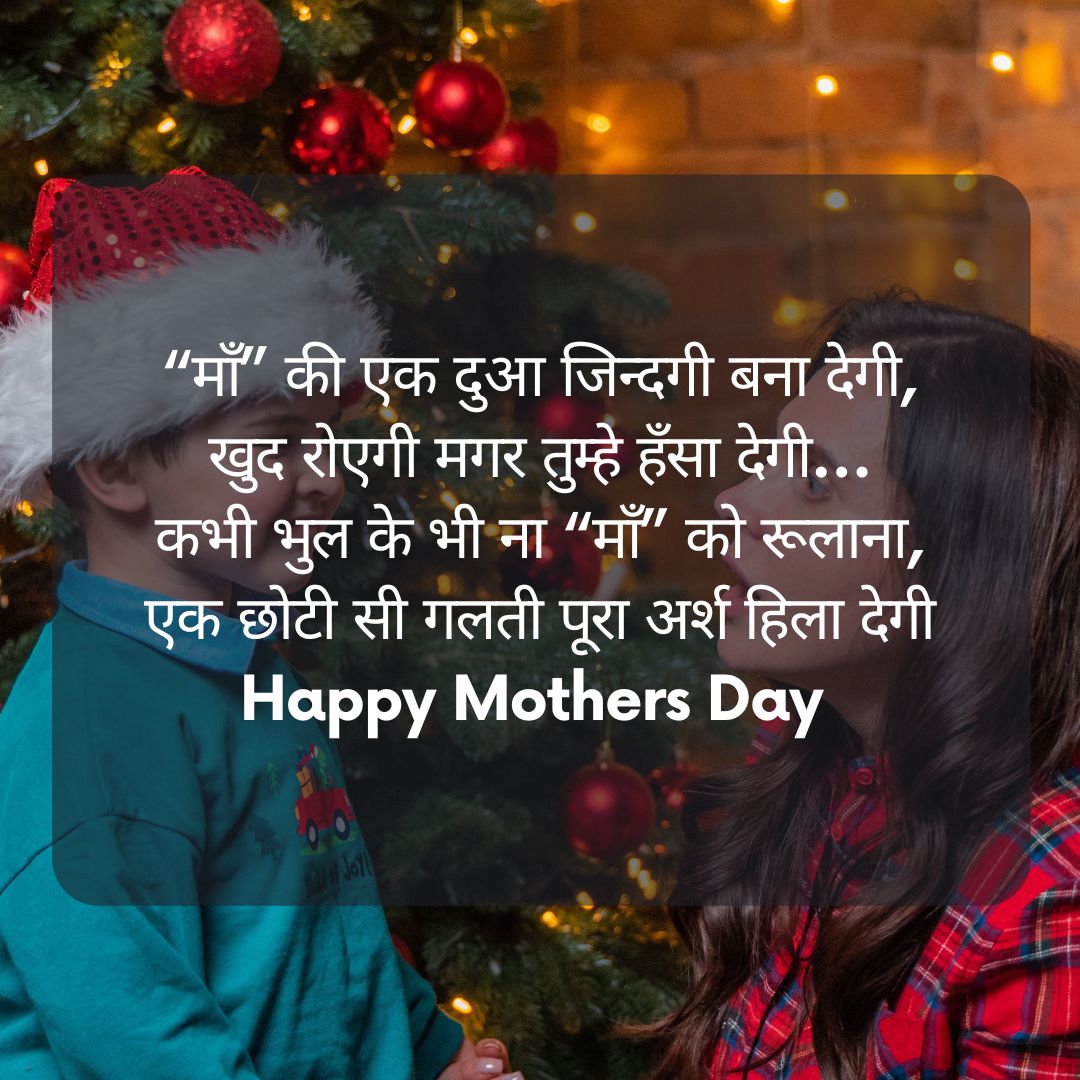 “माँ” की एक दुआ जिन्दगी बना देगी,
खुद रोएगी मगर तुम्हे हँसा देगी...
कभी भुल के भी ना “माँ” को रूलाना,
एक छोटी सी गलती पूरा अर्श हिला देगी
Happy Mothers Day